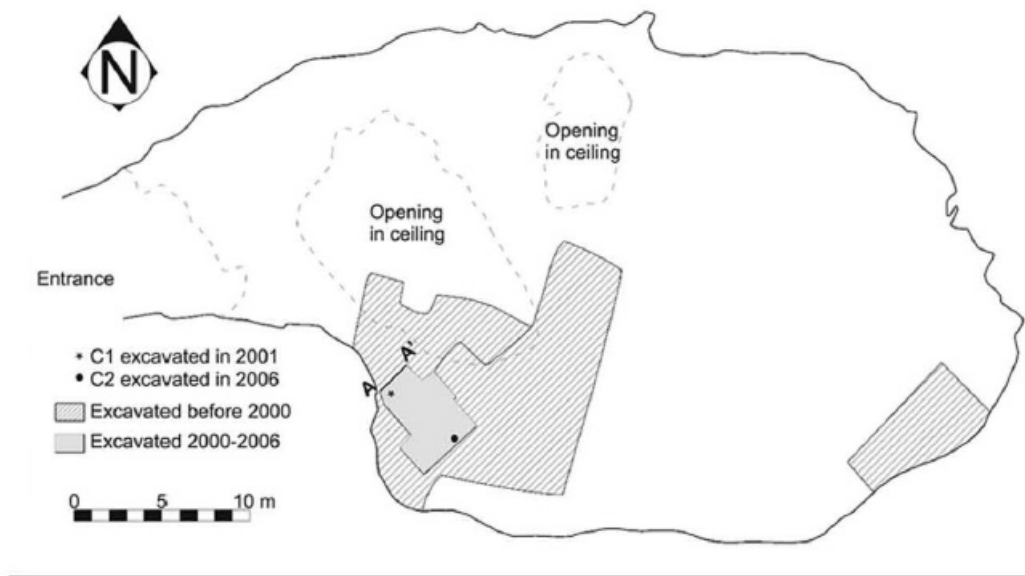 N
Opening
in ceiling
Opening
in ceiling
Entrance
A A'
* C1 excavated in 2001
• C2 excavated in 2006
Excavated before 2000
Excavated 2000-2006
0 5 10 m